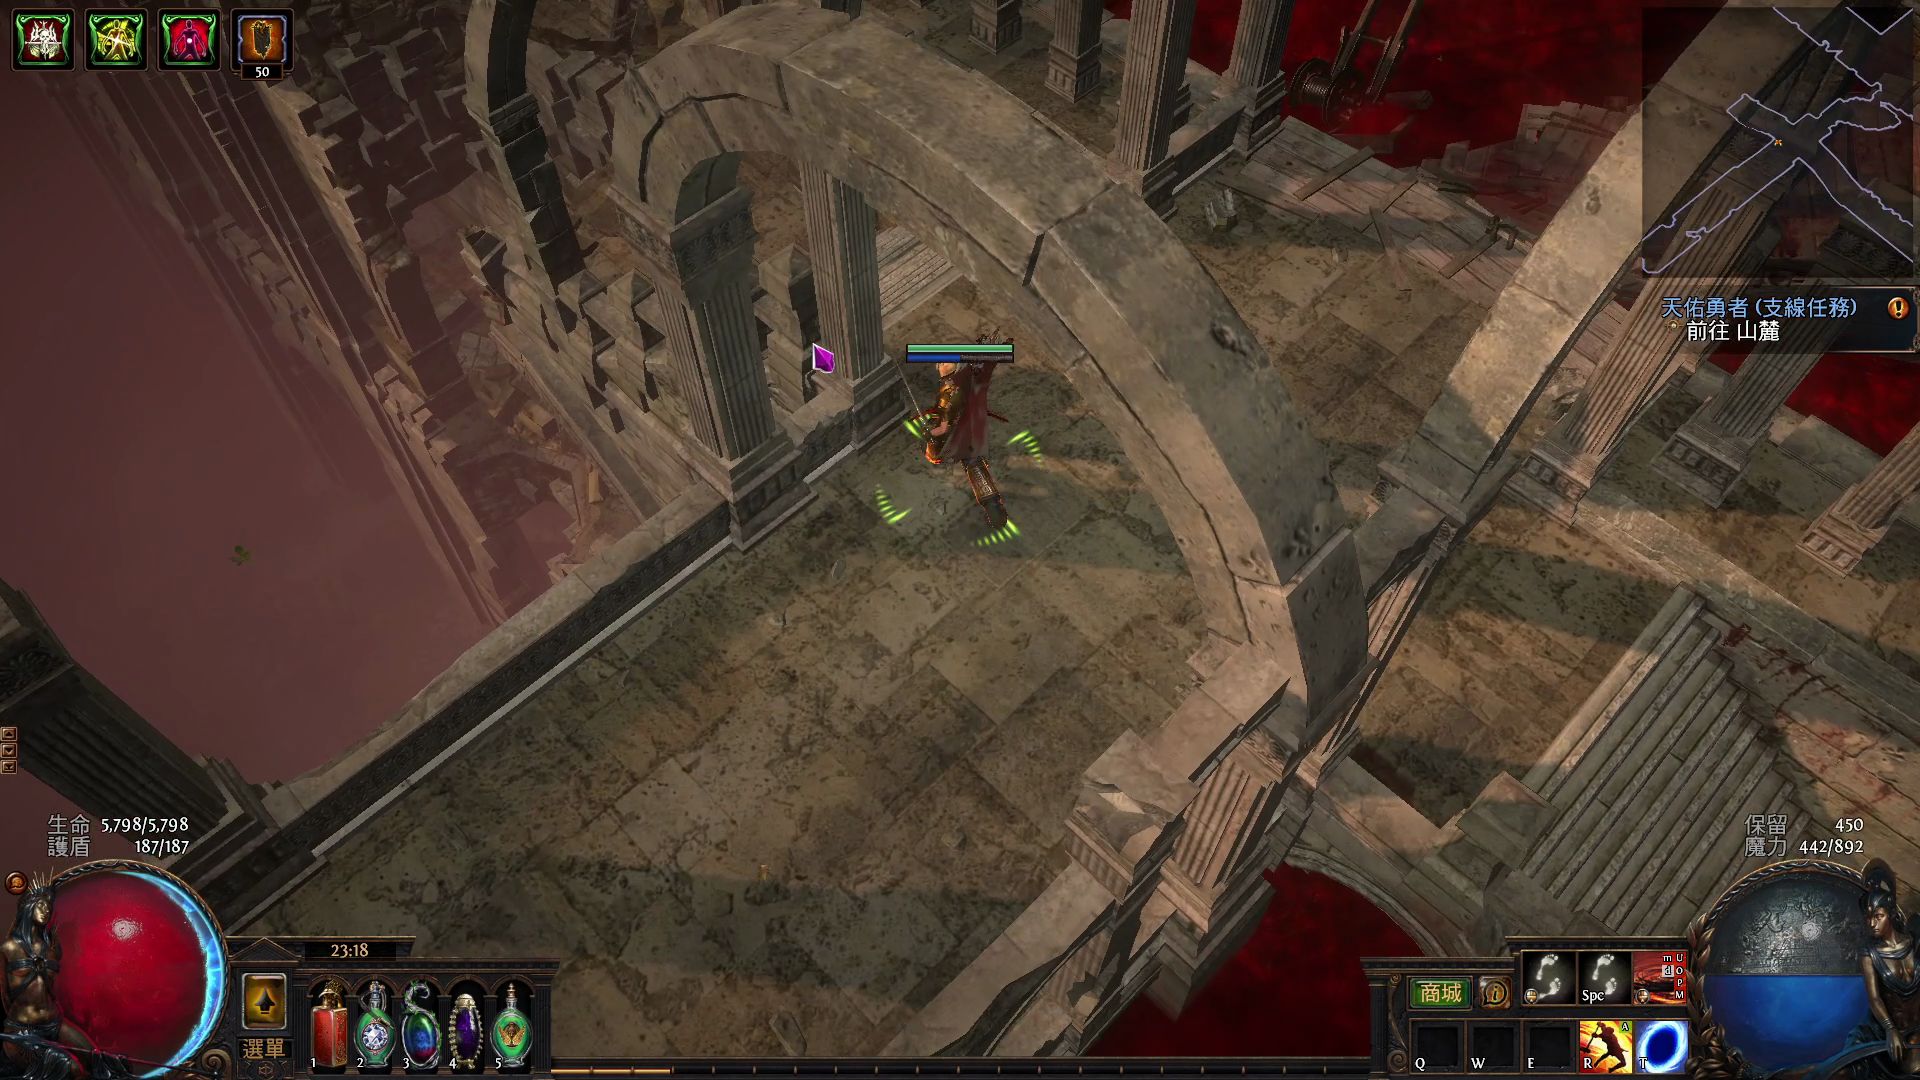 50
天佑勇者 (支線任務)
前往 山麓
生命 5,798/5,798
護盾 187/187
保留 450
魔力 442/892
23:18
選單
1 2 3 4 5
商城
Spc
m U
d O
P
M
Q W E R A T